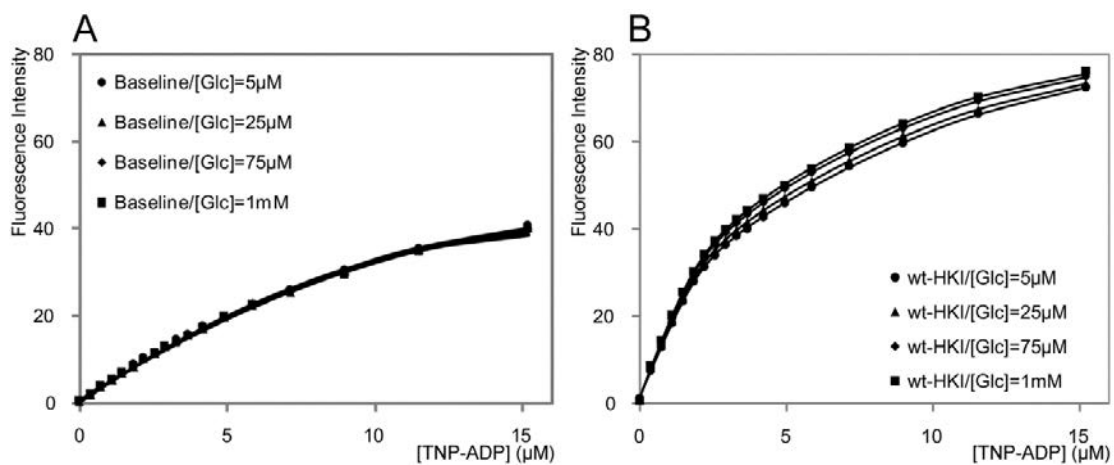 A
Fluorescence Intensity
80
60
40
20
0
Baseline/[Glc]=5µM
Baseline/[Glc]=25µM
Baseline/[Glc]=75µM
Baseline/[Glc]=1mM
0 5 10 15
[TNP-ADP] (µM)
B
Fluorescence Intensity
80
60
40
20
0
wt-HKI/[Glc]=5µM
wt-HKI/[Glc]=25µM
wt-HKI/[Glc]=75µM
wt-HKI/[Glc]=1mM
0 5 10 15
[TNP-ADP] (µM)